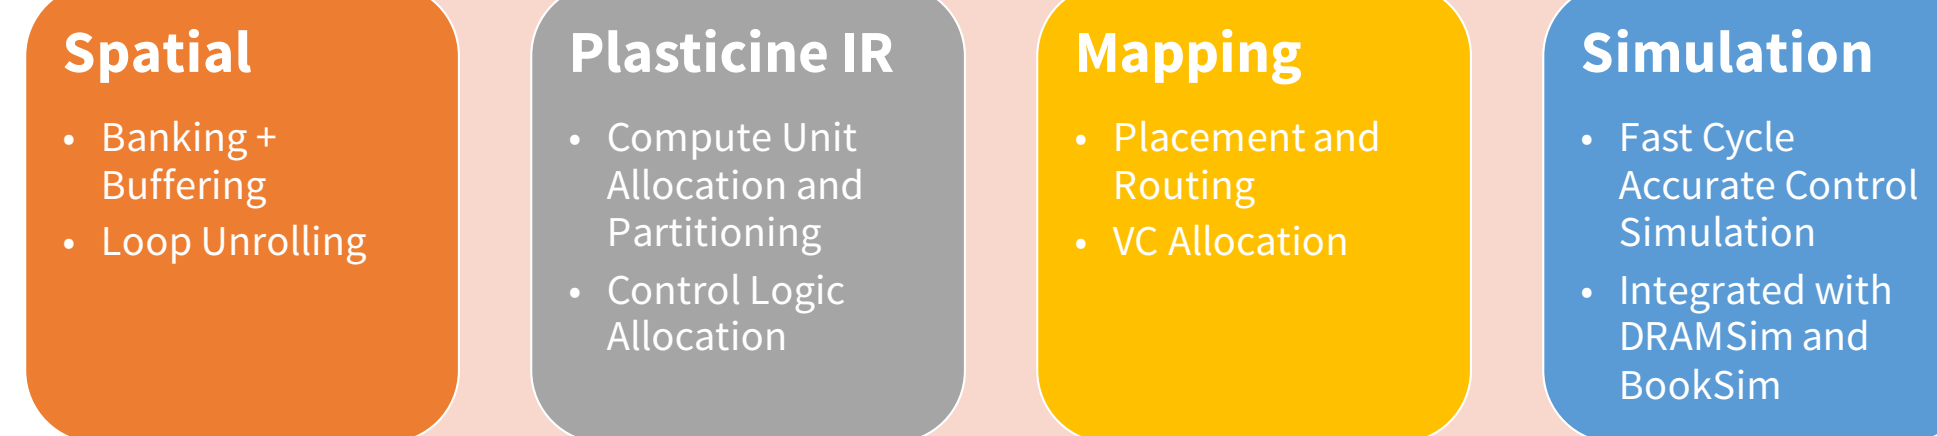 Spatial
• Banking +
Buffering
• Loop Unrolling
Plasticine IR
• Compute Unit
Allocation and
Partitioning
• Control Logic
Allocation
Mapping
• Placement and
Routing
• VC Allocation
Simulation
• Fast Cycle
Accurate Control
Simulation
• Integrated with
DRAMSim and
BookSim